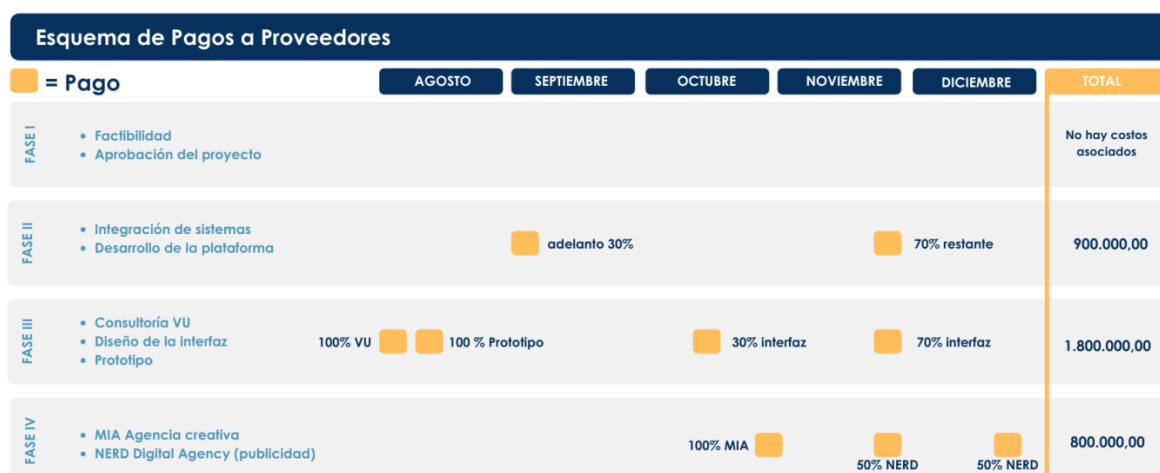 Esquema de Pagos a Proveedores
= Pago
AGOSTO
SEPTIEMBRE
OCTUBRE
NOVIEMBRE
DICIEMBRE
TOTAL
FASE I
• Factibilidad
• Aprobación del proyecto
No hay costos
asociados
FASE II
• Integración de sistemas
• Desarrollo de la plataforma
adelanto 30%
70% restante
900.000,00
FASE III
• Consultoría VU
• Diseño de la interfaz
• Prototipo
100% VU
100 % Prototipo
30% interfaz
70% interfaz
1.800.000,00
FASE IV
• MIA Agencia creativa
• NERD Digital Agency (publicidad)
100% MIA
50% NERD
50% NERD
800.000,00